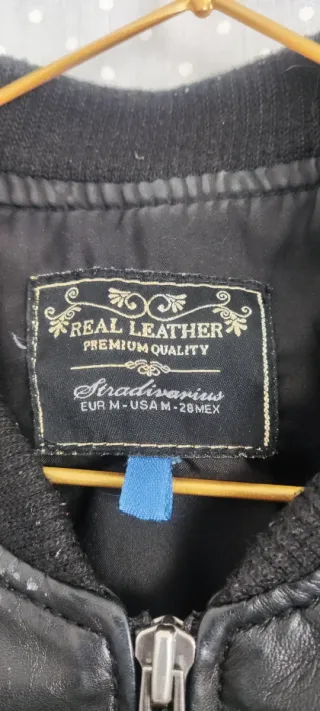 REAL LEATHER
PREMIUM QUALITY
Stradivarius
EUR M - USA M - 28MEX